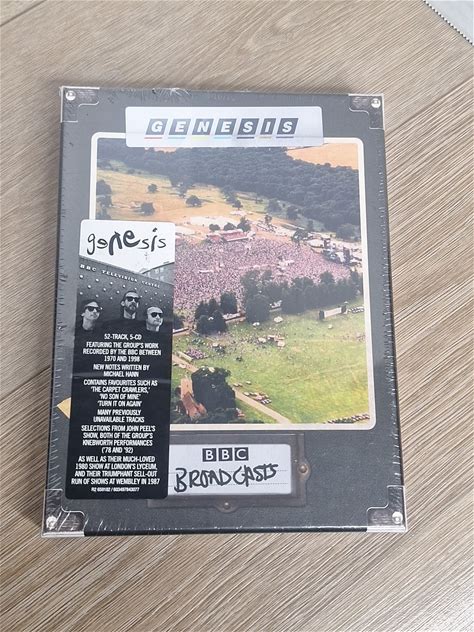 GENESIS
genesis
BBC TELEVISION CENTRE
52-TRACK, 5-CD
FEATURING THE GROUP'S WORK
RECORDED BY THE BBC BETWEEN
1970 AND 1998
NEW NOTES WRITTEN BY
MICHAEL HANN
CONTAINS FAVOURITES SUCH AS
'THE CARPET CRAWLERS,'
'NO SON OF MINE'
'TURN IT ON AGAIN'
MANY PREVIOUSLY
UNAVAILABLE TRACKS
SELECTIONS FROM JOHN PEEL'S
SHOW, BOTH OF THE GROUP'S
KNEBWORTH PERFORMANCES
('78 AND '92)
AS WELL AS THEIR MUCH-LOVED
1980 SHOW AT LONDON'S LYCEUM,
AND THEIR TRIUMPHANT SELL-OUT
RUN OF SHOWS AT WEMBLEY IN 1987
BBC
BROADCASTS